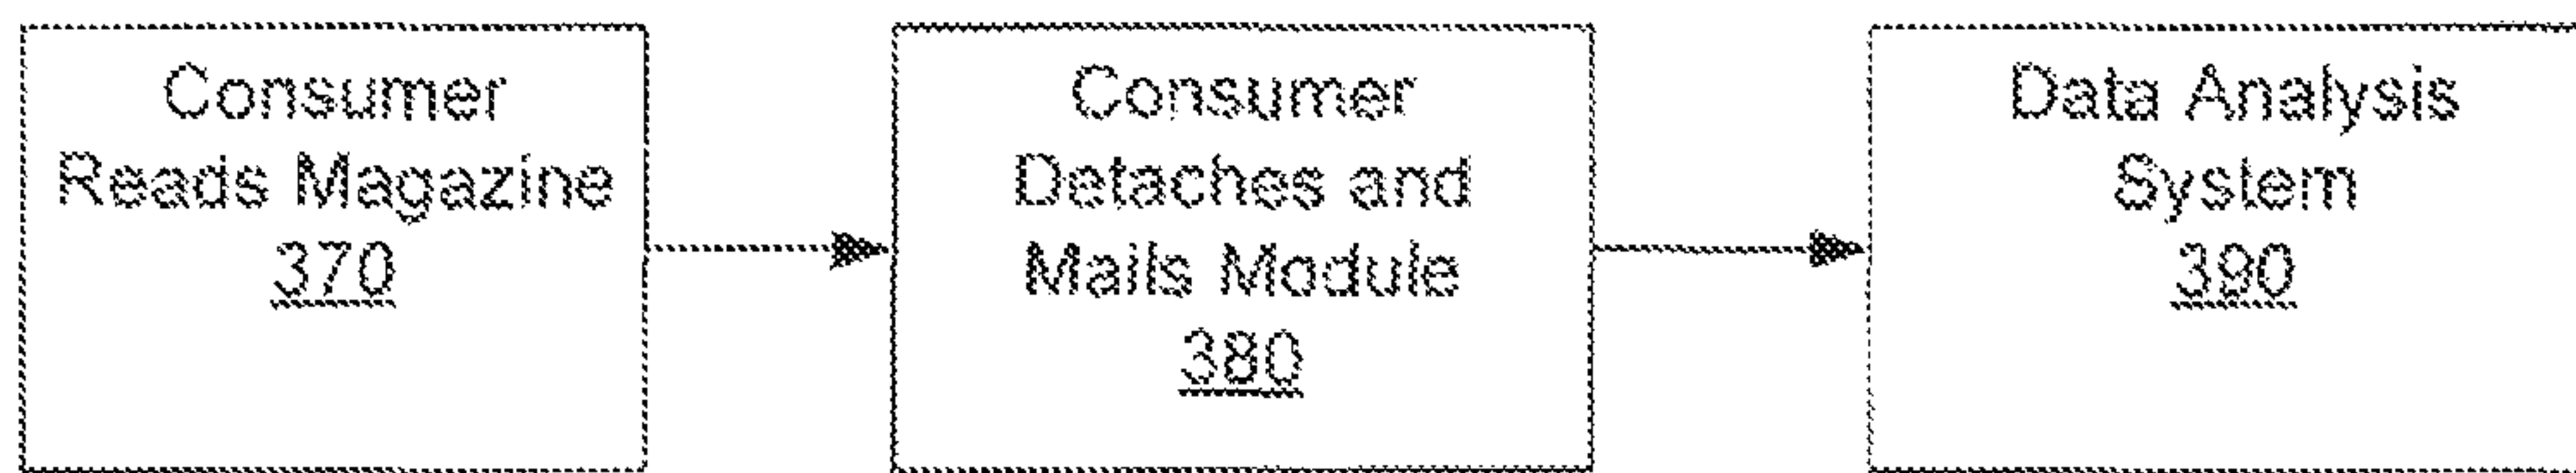 Consumer
Reads Magazine
370
Consumer
Detaches and
Mails Module
380
Data Analysis
System
390